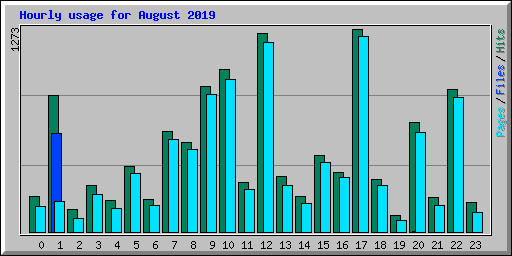 Hourly usage for August 2019
1273
Pages/Files/Hits
0 1 2 3 4 5 6 7 8 9 10 11 12 13 14 15 16 17 18 19 20 21 22 23